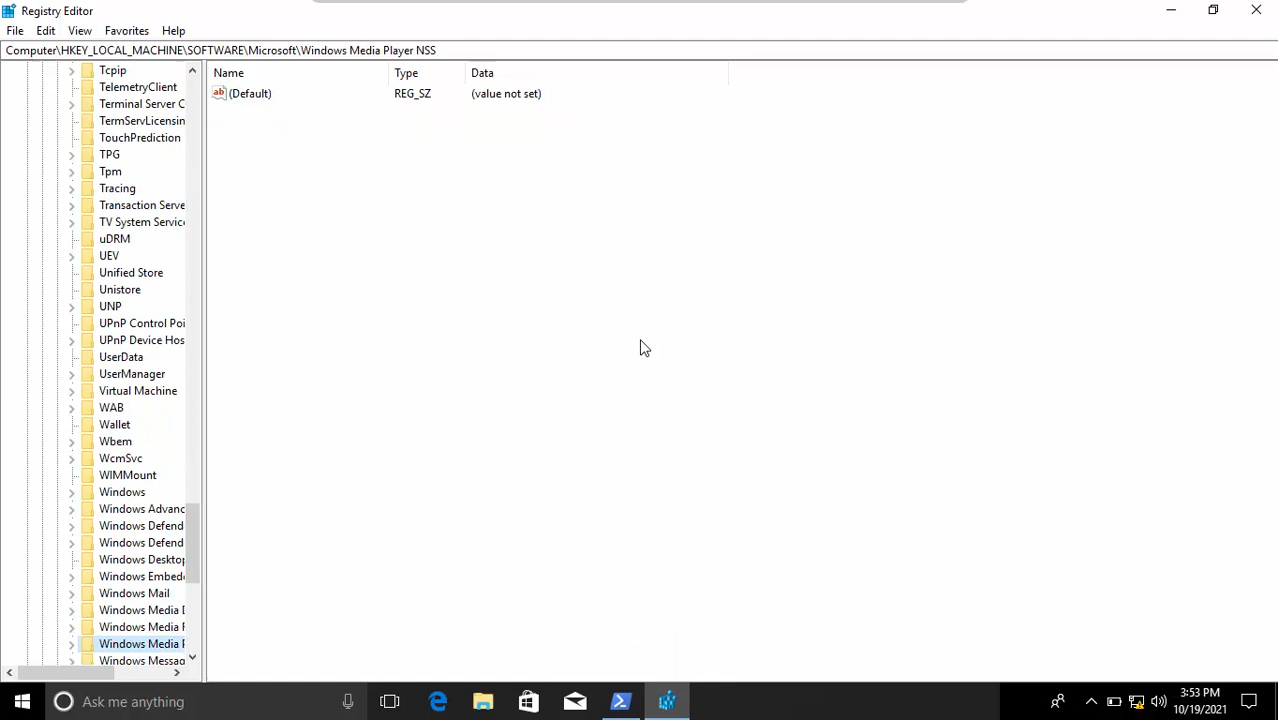 Registry Editor
File Edit View Favorites Help
Computer\HKEY_LOCAL_MACHINE\SOFTWARE\Microsoft\Windows Media Player NSS
Name Type Data
ab (Default) REG_SZ (value not set)
Tcpip
TelemetryClient
Terminal Server C
TermServLicensin
TouchPrediction
TPG
Tpm
Tracing
Transaction Serve
TV System Service
uDRM
UEV
Unified Store
Unistore
UNP
UPnP Control Poi
UPnP Device Hos
UserData
UserManager
Virtual Machine
WAB
Wallet
Wbem
WcmSvc
WIMMount
Windows
Windows Advanc
Windows Defend
Windows Defend
Windows Desktop
Windows Embede
Windows Mail
Windows Media D
Windows Media F
Windows Media P
Windows Messag
Ask me anything
3:53 PM
10/19/2021